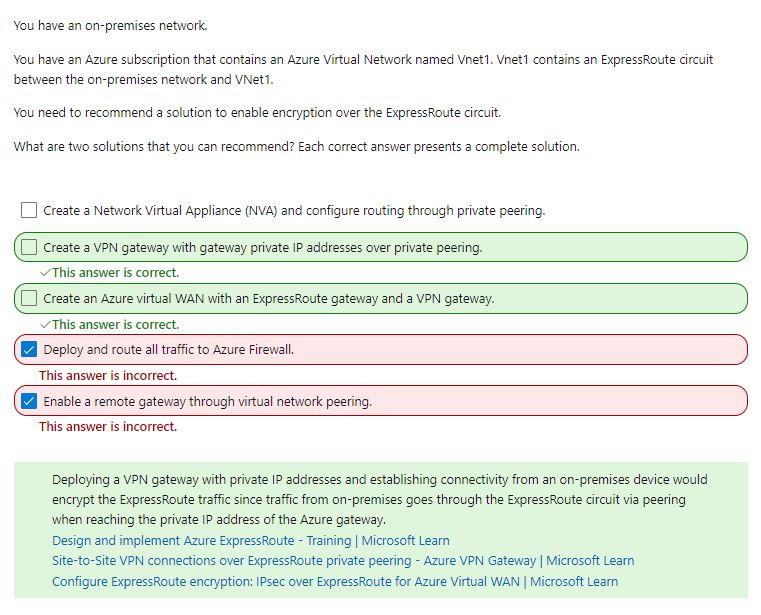 You have an on-premises network.
You have an Azure subscription that contains an Azure Virtual Network named Vnet1. Vnet1 contains an ExpressRoute circuit
between the on-premises network and VNet1.
You need to recommend a solution to enable encryption over the ExpressRoute circuit.
What are two solutions that you can recommend? Each correct answer presents a complete solution.
Create a Network Virtual Appliance (NVA) and configure routing through private peering.
Create a VPN gateway with gateway private IP addresses over private peering.
This answer is correct.
Create an Azure virtual WAN with an ExpressRoute gateway and a VPN gateway.
This answer is correct.
Deploy and route all traffic to Azure Firewall.
This answer is incorrect.
Enable a remote gateway through virtual network peering.
This answer is incorrect.
Deploying a VPN gateway with private IP addresses and establishing connectivity from an on-premises device would
encrypt the ExpressRoute traffic since traffic from on-premises goes through the ExpressRoute circuit via peering
when reaching the private IP address of the Azure gateway.
Design and implement Azure ExpressRoute - Training | Microsoft Learn
Site-to-Site VPN connections over ExpressRoute private peering - Azure VPN Gateway | Microsoft Learn
Configure ExpressRoute encryption: IPsec over ExpressRoute for Azure Virtual WAN | Microsoft Learn